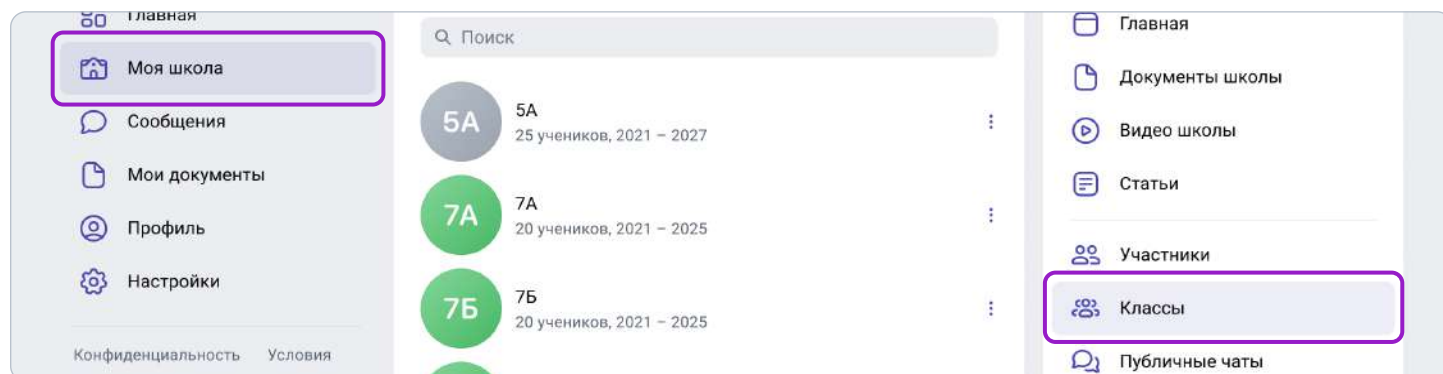 Главная
Моя школа
Сообщения
Мои документы
Профиль
Настройки
Конфиденциальность Условия
Поиск
5А
5А
25 учеников, 2021 – 2027
7А
7А
20 учеников, 2021 – 2025
7Б
7Б
20 учеников, 2021 – 2025
Главная
Документы школы
Видео школы
Статьи
Участники
Классы
Публичные чаты